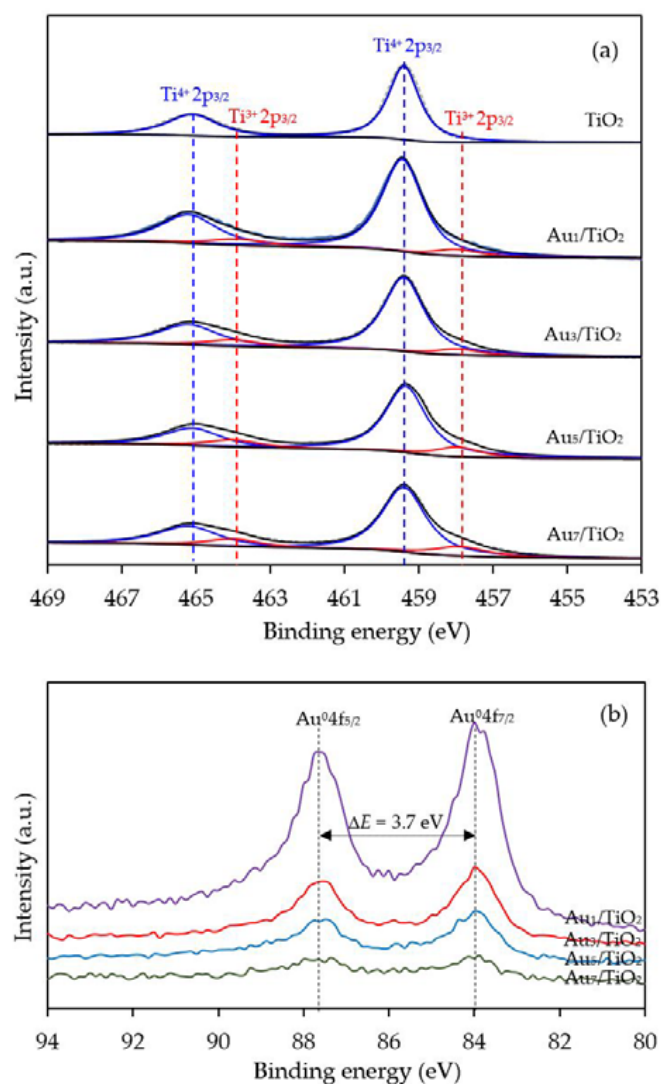 (a)
Ti⁴⁺ 2p₃/₂
Ti⁴⁺ 2p₃/₂
Ti³⁺ 2p₃/₂
Ti³⁺ 2p₃/₂
TiO₂
Au₁/TiO₂
Au₃/TiO₂
Au₅/TiO₂
Au₇/TiO₂
Intensity (a.u.)
469 467 465 463 461 459 457 455 453
Binding energy (eV)
(b)
Au⁰4f₅/₂
Au⁰4f₇/₂
ΔE = 3.7 eV
Au₁/TiO₂
Au₃/TiO₂
Au₅/TiO₂
Au₇/TiO₂
Intensity (a.u.)
94 92 90 88 86 84 82 80
Binding energy (eV)